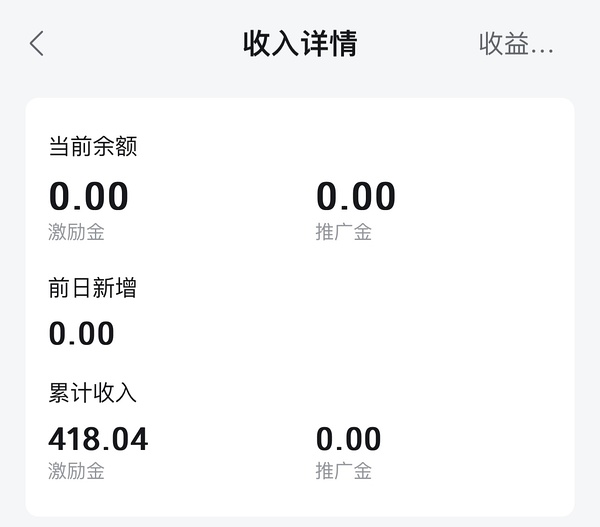 收入详情 收益...
当前余额
0.00 0.00
激励金 推广金
前日新增
0.00
累计收入
418.04 0.00
激励金 推广金